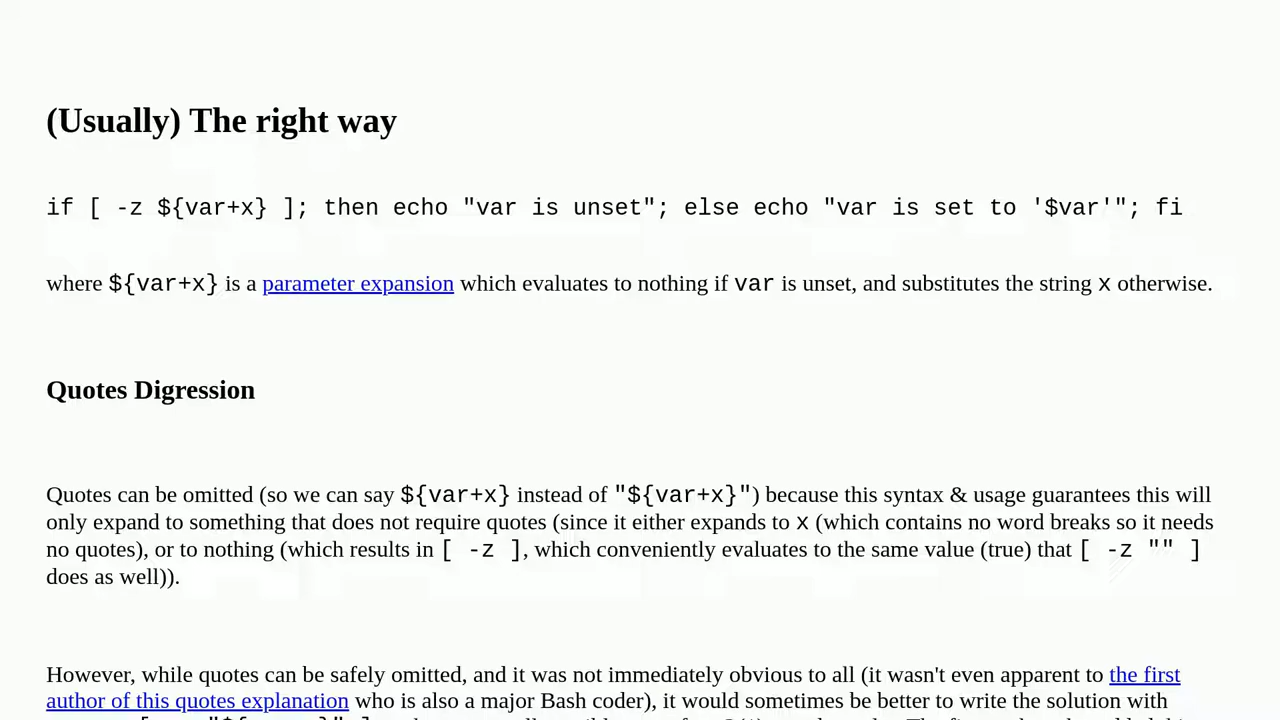 (Usually) The right way
if [ -z ${var+x} ]; then echo "var is unset"; else echo "var is set to '$var'"; fi
where ${var+x} is a parameter expansion which evaluates to nothing if var is unset, and substitutes the string x otherwise.
Quotes Digression
Quotes can be omitted (so we can say ${var+x} instead of "${var+x}") because this syntax & usage guarantees this will
only expand to something that does not require quotes (since it either expands to x (which contains no word breaks so it needs
no quotes), or to nothing (which results in [ -z ], which conveniently evaluates to the same value (true) that [ -z "" ]
does as well)).
However, while quotes can be safely omitted, and it was not immediately obvious to all (it wasn't even apparent to the first
author of this quotes explanation who is also a major Bash coder), it would sometimes be better to write the solution with